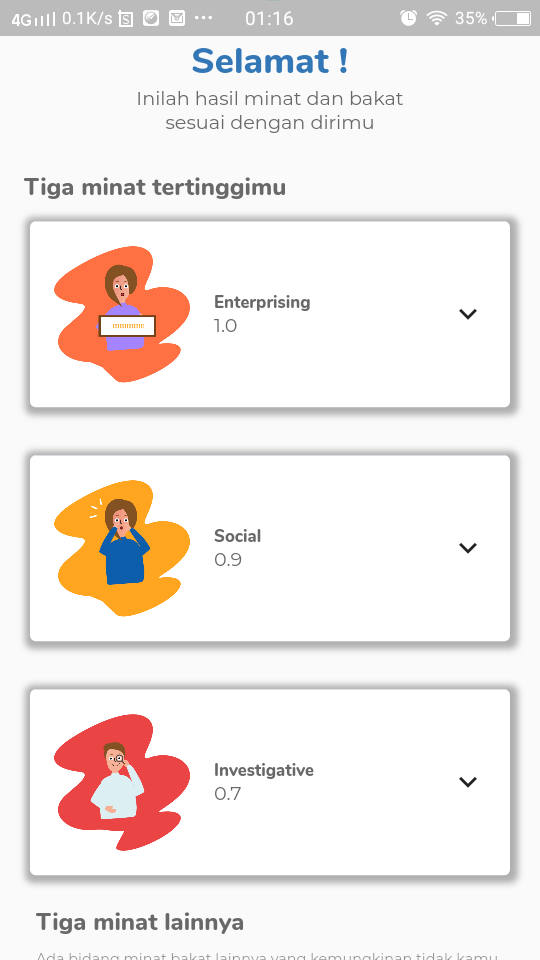 4G 0.1K/s S ... 01:16 35%
Selamat !
Inilah hasil minat dan bakat
sesuai dengan dirimu
Tiga minat tertinggimu
Enterprising
1.0
Social
0.9
Investigative
0.7
Tiga minat lainnya
Ada bidang minat bakat lainnya yang kemungkinan tidak kamu